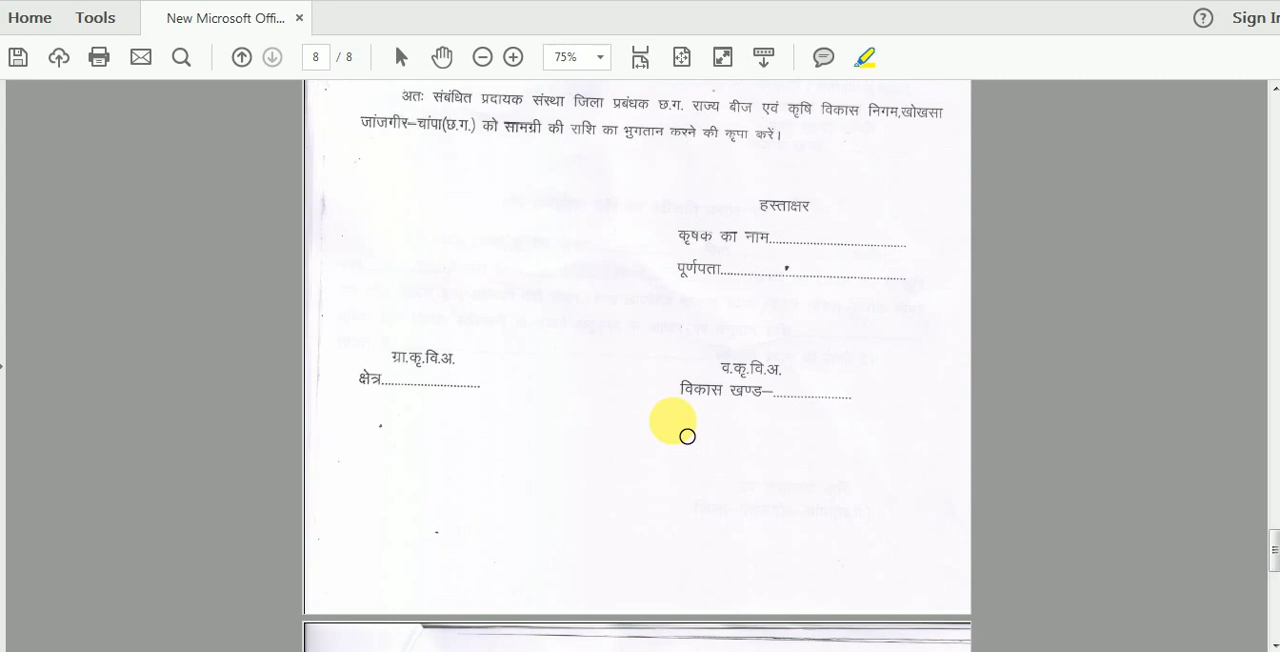 Home Tools New Microsoft Offi... × ? Sign In
8 / 8 75%
अतः संबंधित प्रदायक संस्था जिला प्रबंधक छ.ग. राज्य बीज एवं कृषि विकास निगम,खोखसा
जांजगीर–चांपा(छ.ग.) को सामग्री की राशि का भुगतान करने की कृपा करें।
हस्ताक्षर
कृषक का नाम.......................................
पूर्णपता.....................................................
ग्रा.कृ.वि.अ.
क्षेत्र............................
व.कृ.वि.अ.
विकास खण्ड–......................